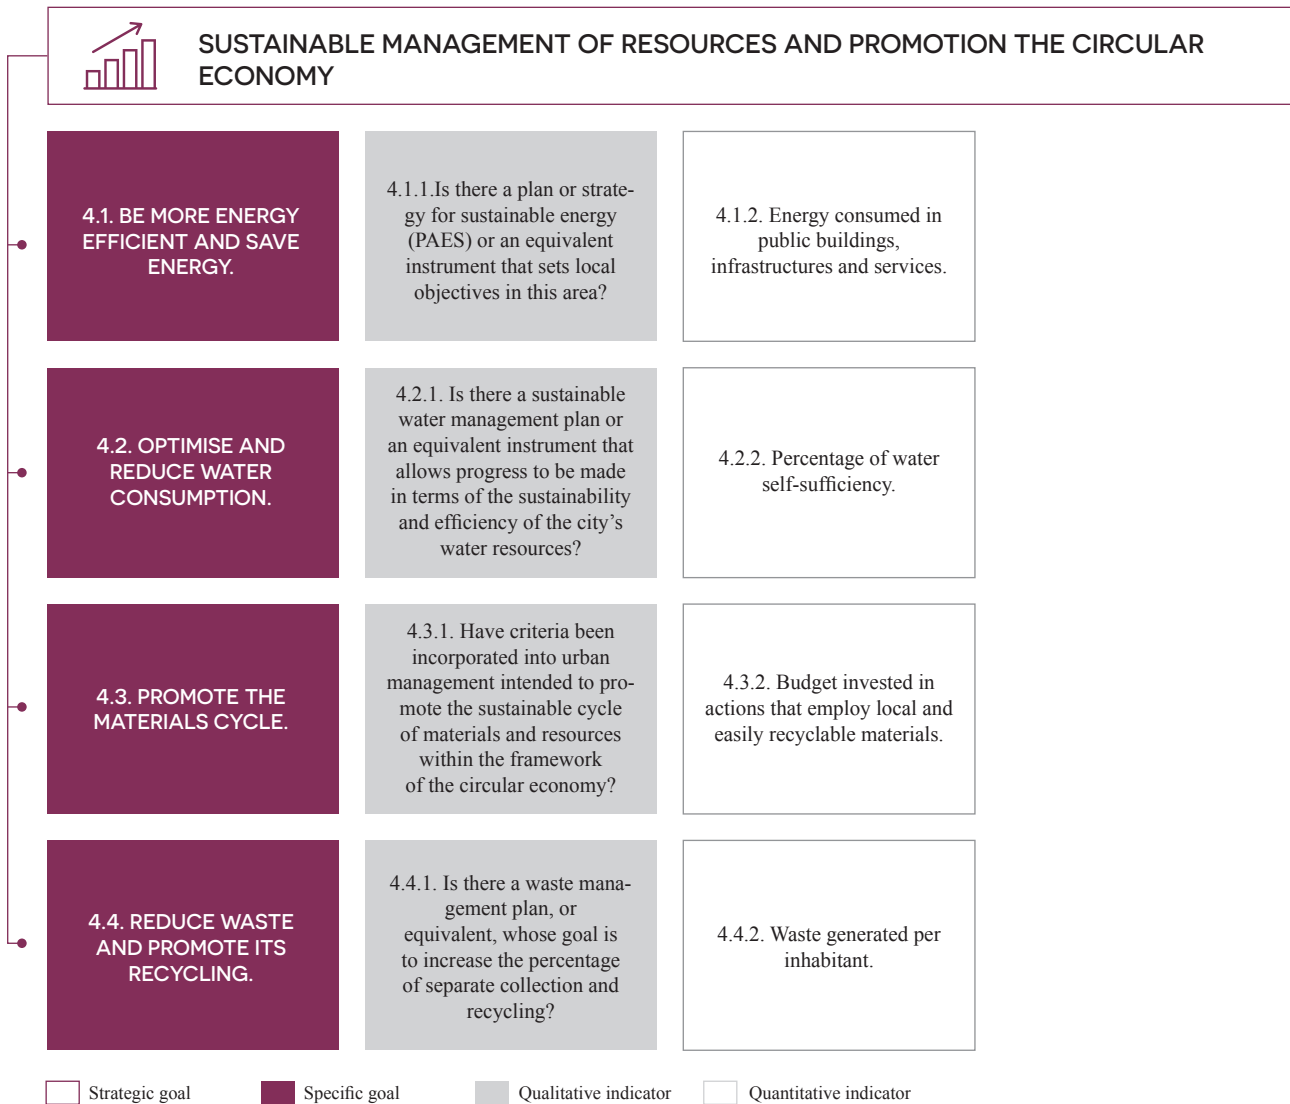 SUSTAINABLE MANAGEMENT OF RESOURCES AND PROMOTION THE CIRCULAR
ECONOMY
4.1. BE MORE ENERGY
EFFICIENT AND SAVE
ENERGY.
4.1.1.Is there a plan or strate-
gy for sustainable energy
(PAES) or an equivalent
instrument that sets local
objectives in this area?
4.1.2. Energy consumed in
public buildings,
infrastructures and services.
4.2. OPTIMISE AND
REDUCE WATER
CONSUMPTION.
4.2.1. Is there a sustainable
water management plan or
an equivalent instrument that
allows progress to be made
in terms of the sustainability
and efficiency of the city’s
water resources?
4.2.2. Percentage of water
self-sufficiency.
4.3. PROMOTE THE
MATERIALS CYCLE.
4.3.1. Have criteria been
incorporated into urban
management intended to pro-
mote the sustainable cycle
of materials and resources
within the framework
of the circular economy?
4.3.2. Budget invested in
actions that employ local and
easily recyclable materials.
4.4. REDUCE WASTE
AND PROMOTE ITS
RECYCLING.
4.4.1. Is there a waste mana-
gement plan, or
equivalent, whose goal is
to increase the percentage
of separate collection and
recycling?
4.4.2. Waste generated per
inhabitant.
Strategic goal
Specific goal
Qualitative indicator
Quantitative indicator